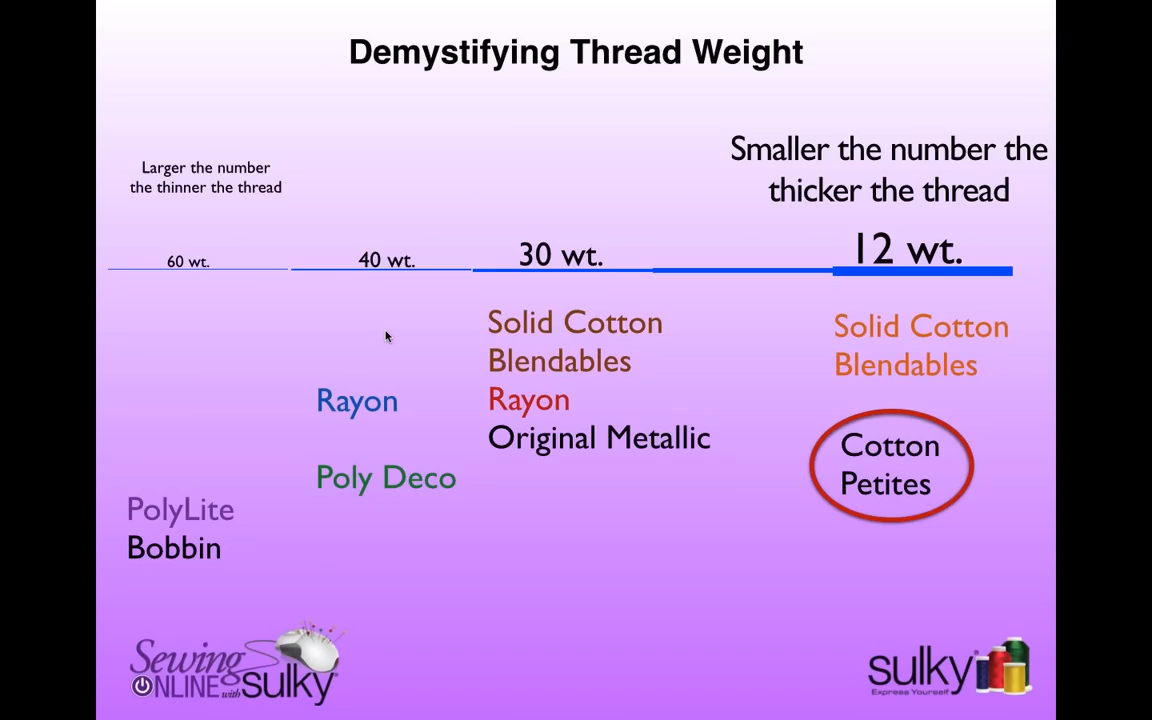 Demystifying Thread Weight
Larger the number
the thinner the thread
Smaller the number the
thicker the thread
60 wt.
40 wt.
30 wt.
12 wt.
PolyLite
Bobbin
Rayon
Poly Deco
Solid Cotton
Blendables
Rayon
Original Metallic
Solid Cotton
Blendables
Cotton
Petites
Sewing
ONLINE with sulky®
sulky®
Express Yourself